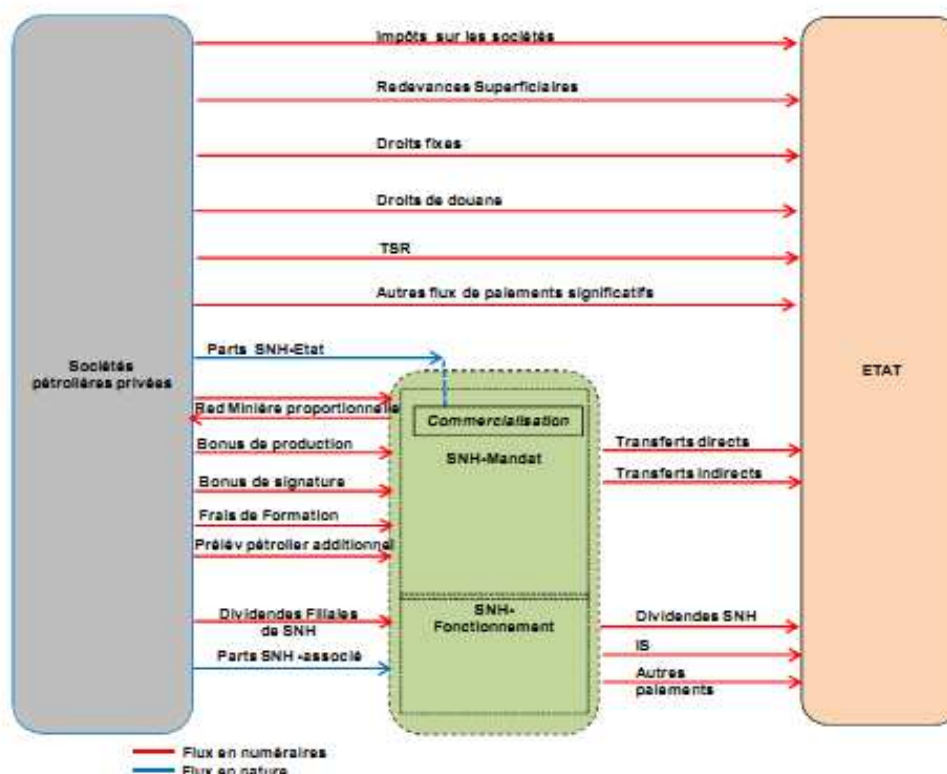 Impôts sur les sociétés
Redevances Superficiaires
Droits fixes
Droits de douane
TSR
Autres flux de paiements significatifs
Parts SNH-Etat
Sociétés
pétrolières privées
ETAT
Red Minière proportionnelle
Commercialisation
Bonus de production
SNH-Mandat
Transferts directs
Transferts Indirects
Bonus de signature
Frais de Formation
Prélèv pétrolier additionnel
Dividendes Filiales
de SNH
SNH-
Fonctionnement
Dividendes SNH
Parts SNH -associé
IS
Autres
paiements
Flux en numéraires
Flux en nature